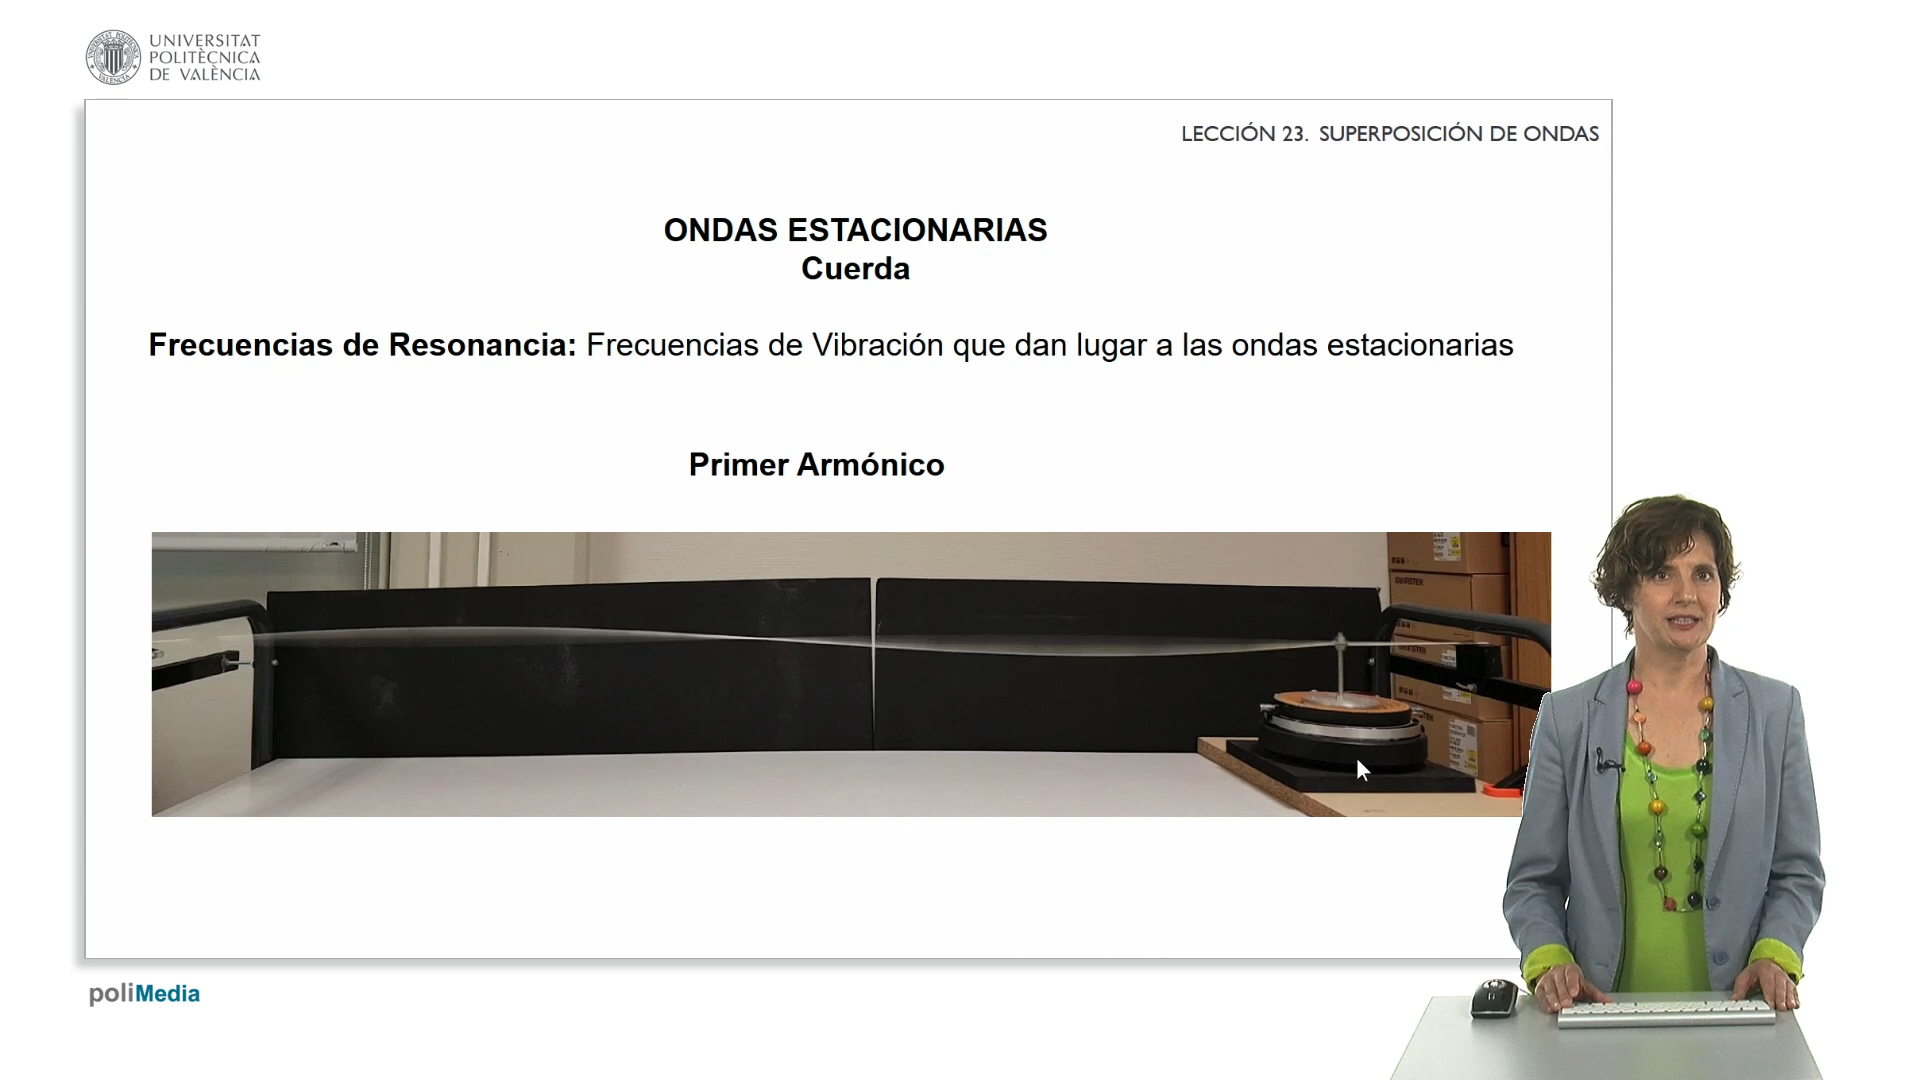 UNIVERSITAT
POLITÈCNICA
DE VALÈNCIA
LECCIÓN 23. SUPERPOSICIÓN DE ONDAS
ONDAS ESTACIONARIAS
Cuerda
Frecuencias de Resonancia: Frecuencias de Vibración que dan lugar a las ondas estacionarias
Primer Armónico
poliMedia